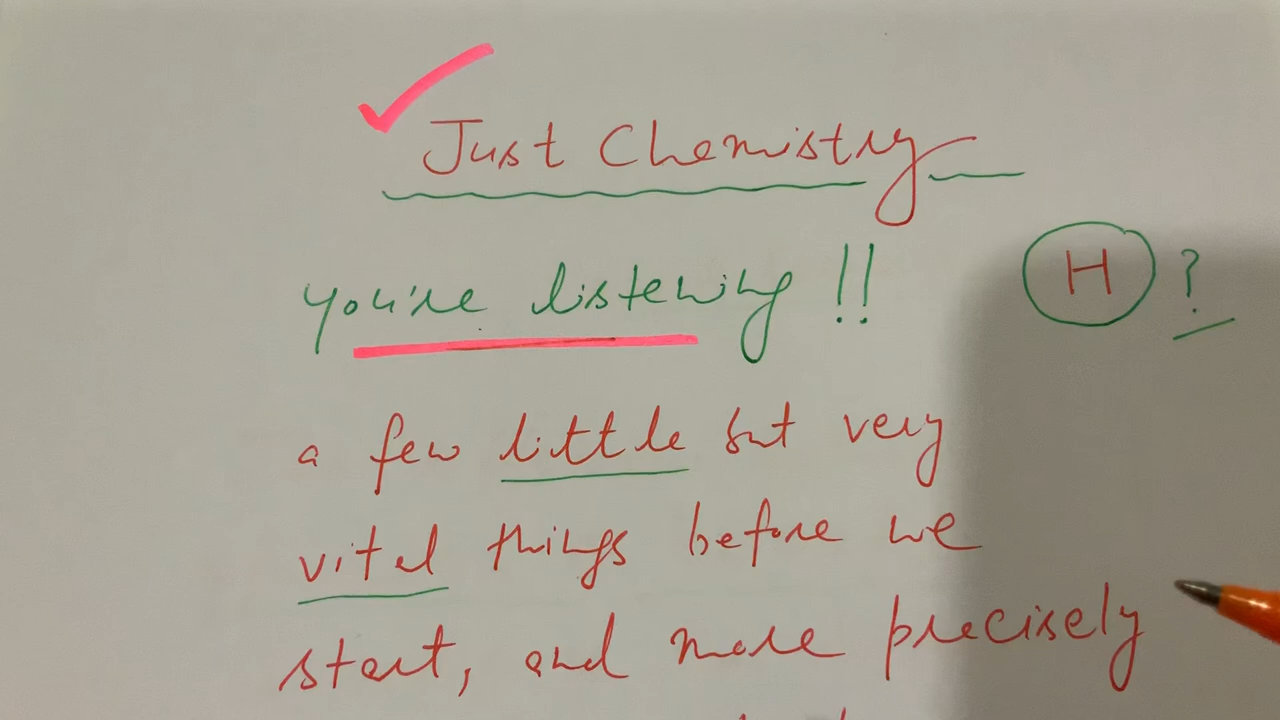 Just Chemistry
you're listening !!
H ?
a few little but very
vital things before we
start, and more precisely